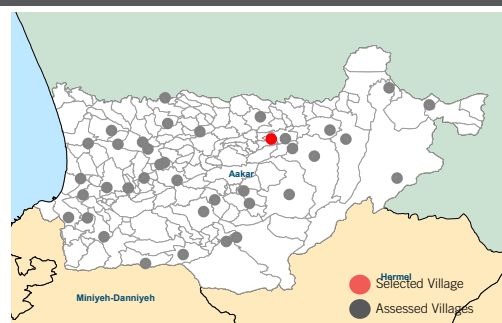 Aakar
Hermel
Selected Village
Miniyeh-Danniyeh
Assessed Villages